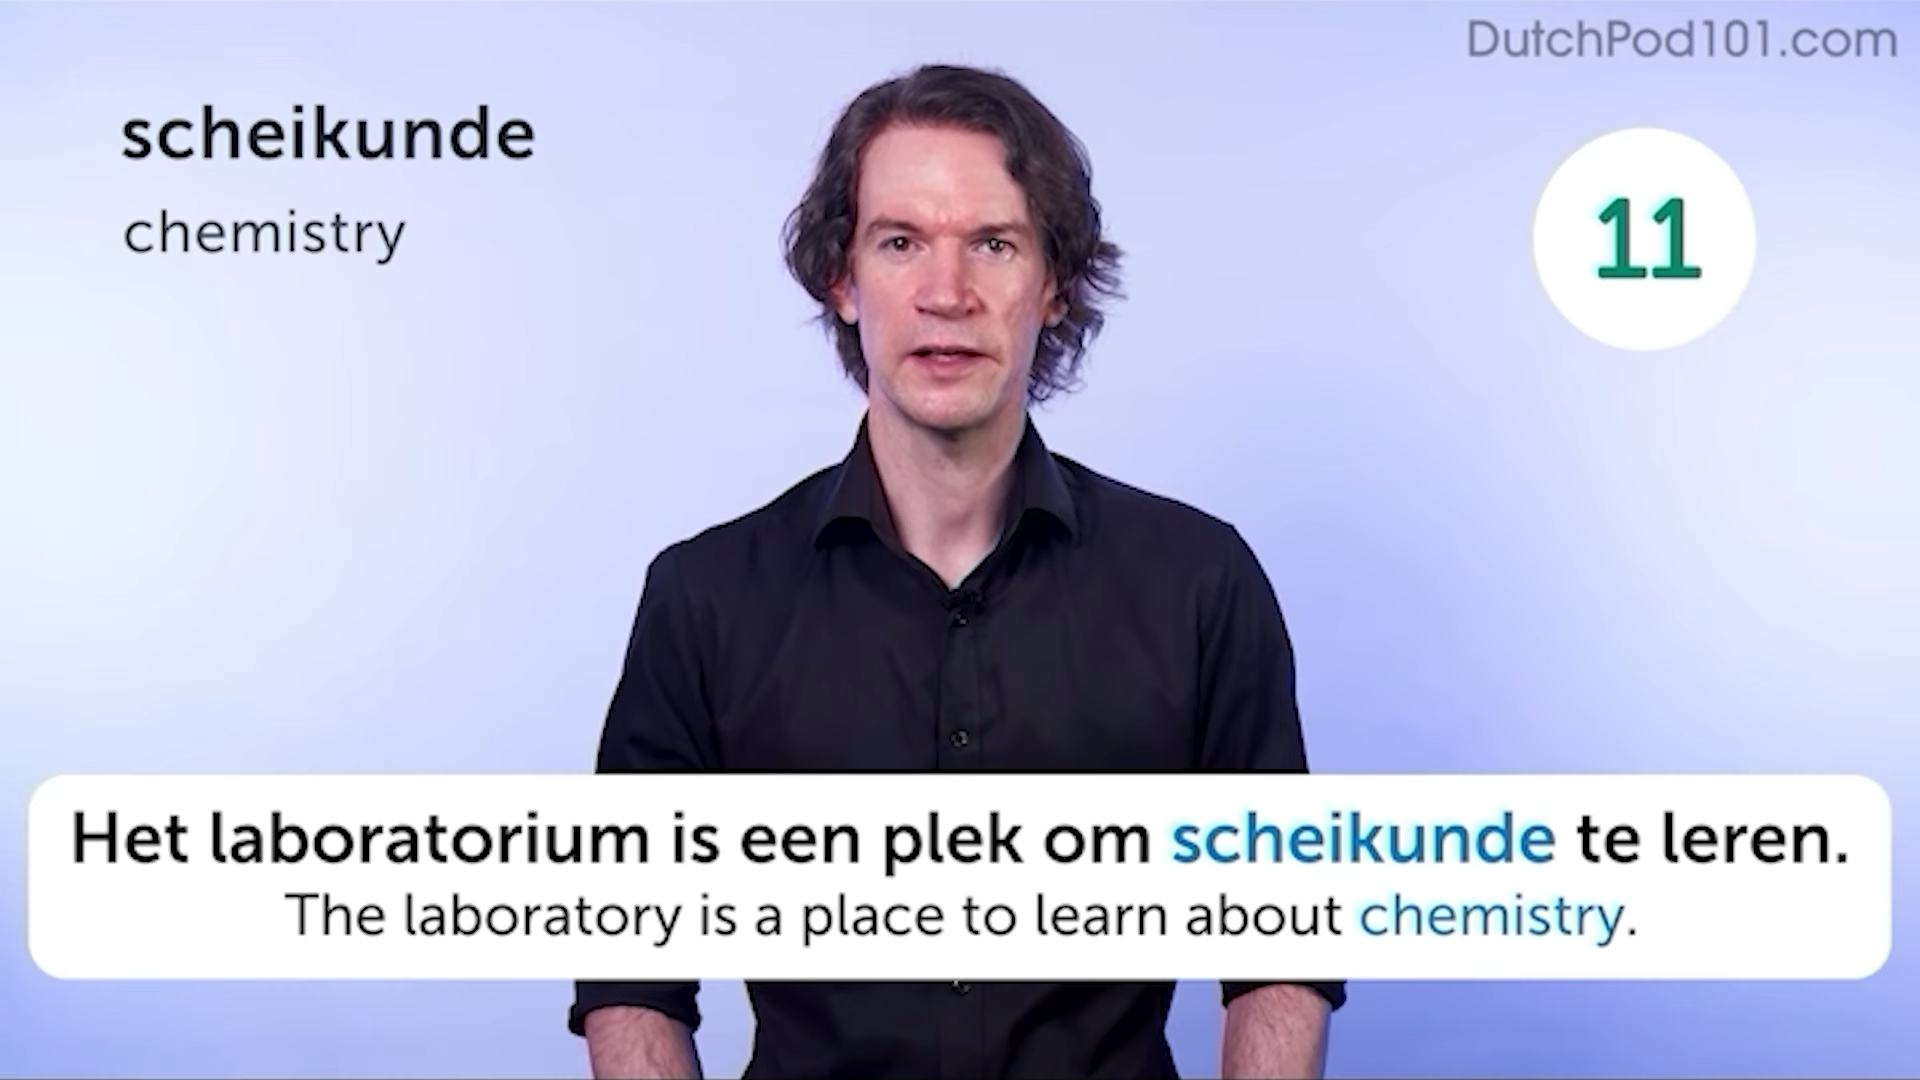 DutchPod101.com
scheikunde
chemistry
11
Het laboratorium is een plek om scheikunde te leren.
The laboratory is a place to learn about chemistry.